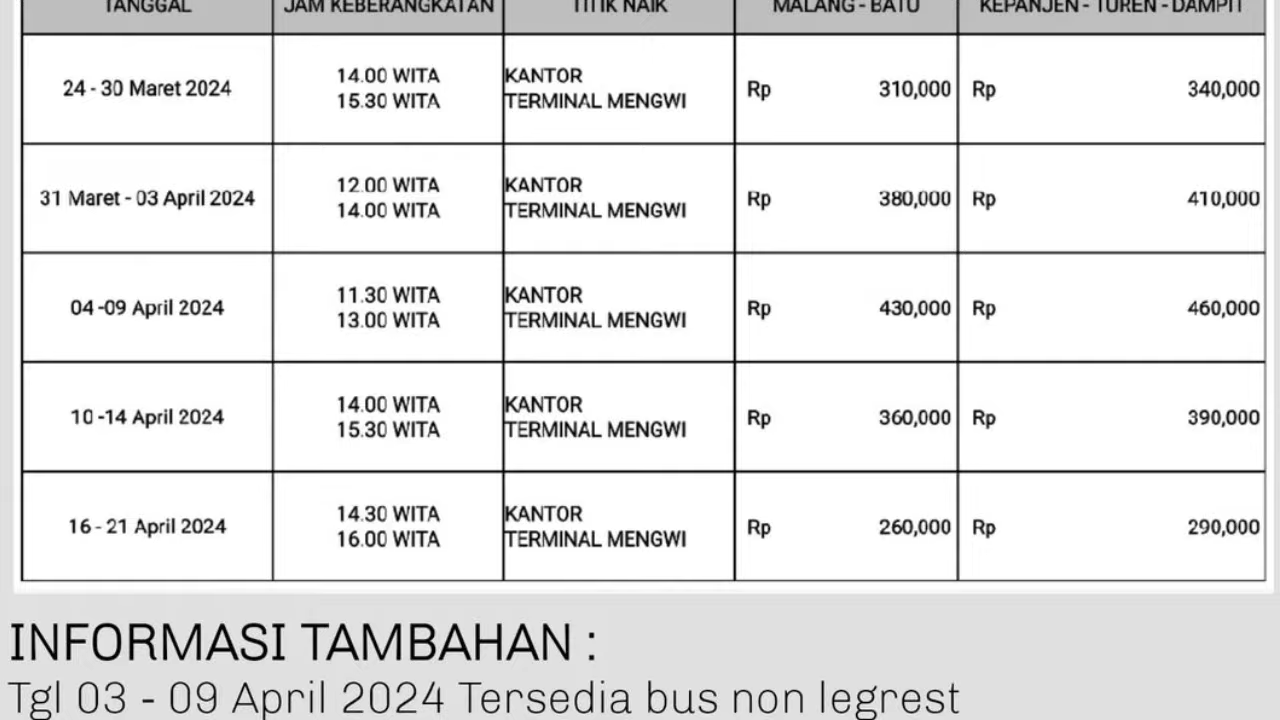 TANGGAL JAM KEBERANGKATAN TITIK NAIK MALANG - BATU KEPANJEN - TUREN - DAMPIT
24 - 30 Maret 2024 14.00 WITA KANTOR Rp 310,000 Rp 340,000
15.30 WITA TERMINAL MENGWI
31 Maret - 03 April 2024 12.00 WITA KANTOR Rp 380,000 Rp 410,000
14.00 WITA TERMINAL MENGWI
04 -09 April 2024 11.30 WITA KANTOR Rp 430,000 Rp 460,000
13.00 WITA TERMINAL MENGWI
10 -14 April 2024 14.00 WITA KANTOR Rp 360,000 Rp 390,000
15.30 WITA TERMINAL MENGWI
16 - 21 April 2024 14.30 WITA KANTOR Rp 260,000 Rp 290,000
16.00 WITA TERMINAL MENGWI
INFORMASI TAMBAHAN :
Tgl 03 - 09 April 2024 Tersedia bus non legrest